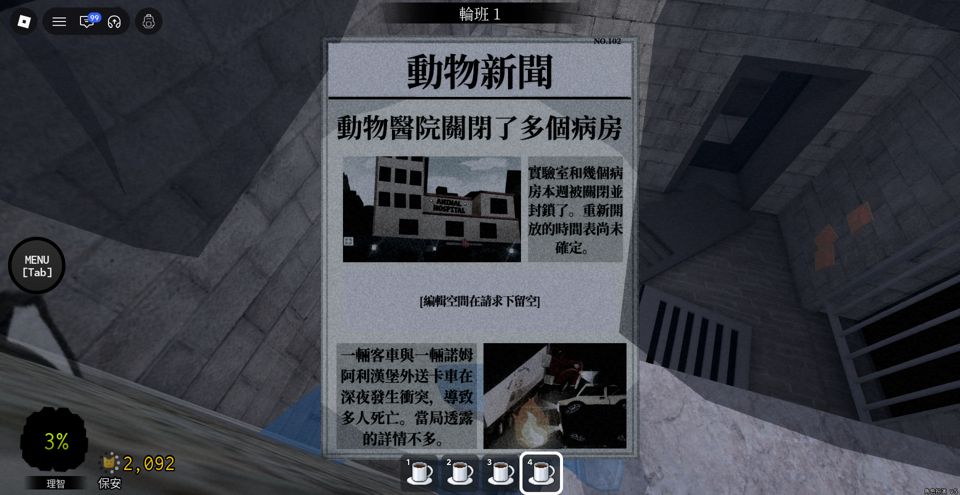 99
輪班 1
NO.102
動物新聞
動物醫院關閉了多個病房
ANIMAL
HOSPITAL
實驗室和幾個病
房本週被關閉並
封鎖了。重新開
放的時間表尚未
確定。
[編輯空間在請求下留空]
一輛客車與一輛諾姆
阿利漢堡外送卡車在
深夜發生衝突，導致
多人死亡。當局透露
的詳情不多。
MENU
[Tab]
3%
理智
2,092
保安
1
2
3
4